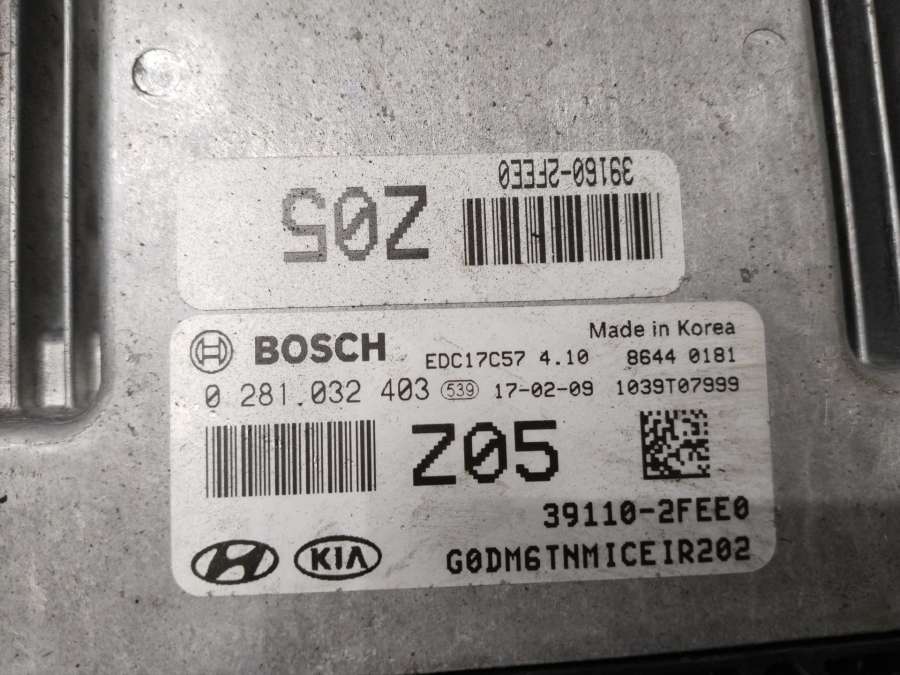 39160-2FEE0
Z05
BOSCH
Made in Korea
EDC17C57 4.10 8644 0181
0 281.032 403 539 17-02-09 1039T07999
Z05
39110-2FEE0
KIA
G0DM6TNMICEIR202